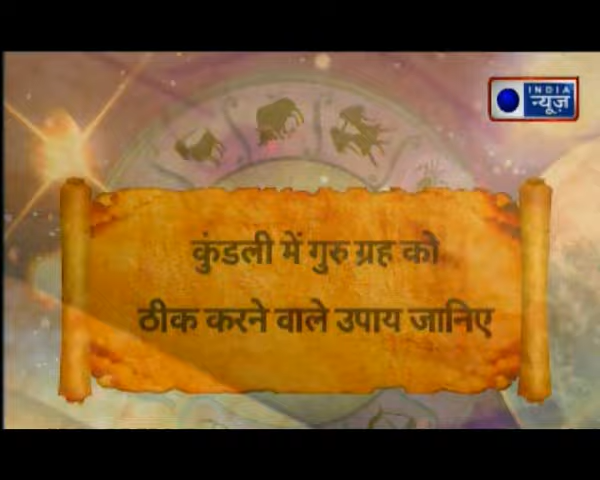 INDIA
न्यूज़
कुंडली में गुरु ग्रह को
ठीक करने वाले उपाय जानिए